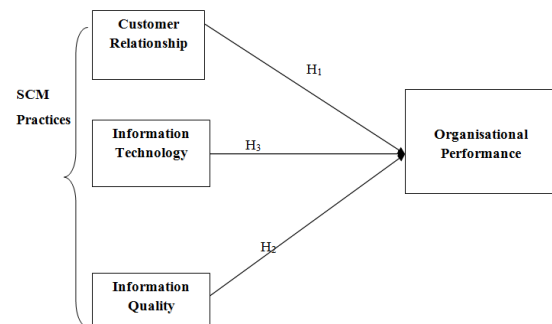 Customer
Relationship
H₁
SCM
Practices
Information
Technology
H₃
Organisational
Performance
H₂
Information
Quality